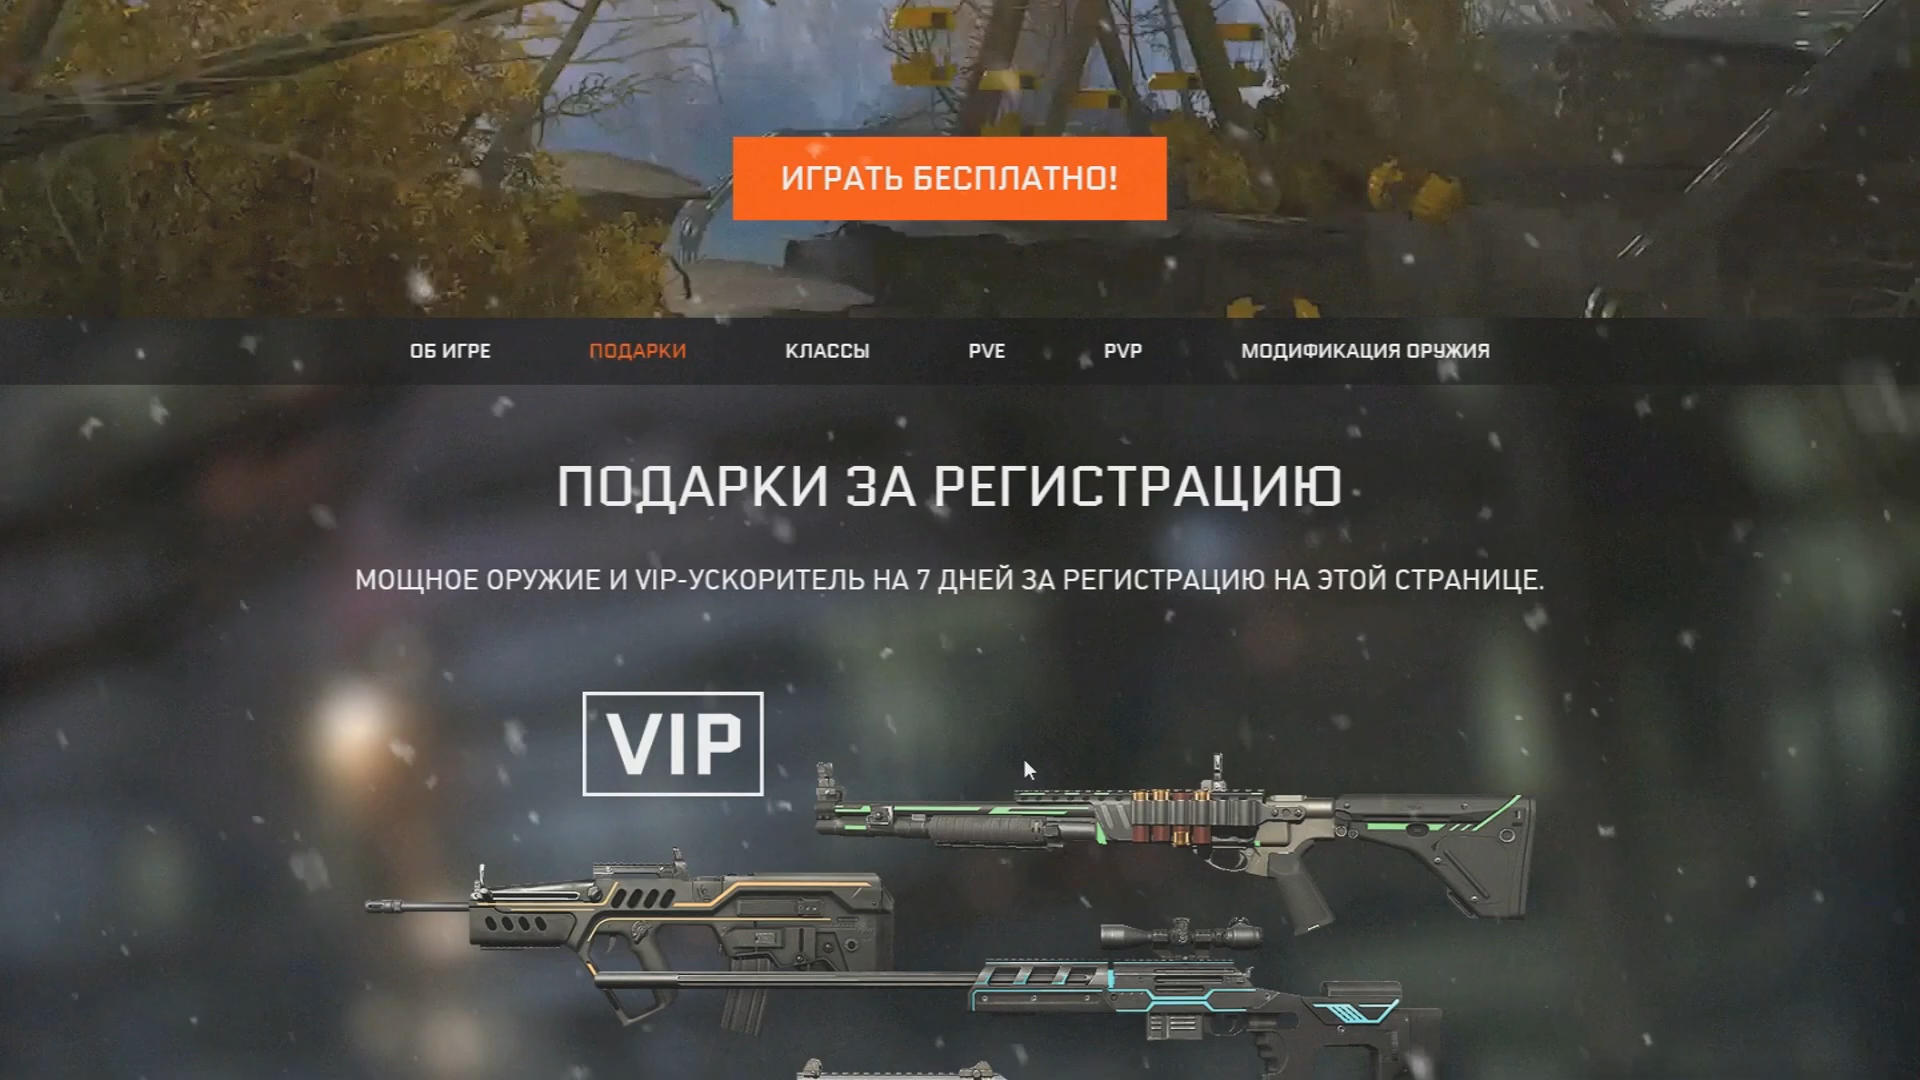 ИГРАТЬ БЕСПЛАТНО!
ОБ ИГРЕ ПОДАРКИ КЛАССЫ PVE PVP МОДИФИКАЦИЯ ОРУЖИЯ
ПОДАРКИ ЗА РЕГИСТРАЦИЮ
МОЩНОЕ ОРУЖИЕ И VIP-УСКОРИТЕЛЬ НА 7 ДНЕЙ ЗА РЕГИСТРАЦИЮ НА ЭТОЙ СТРАНИЦЕ.
VIP